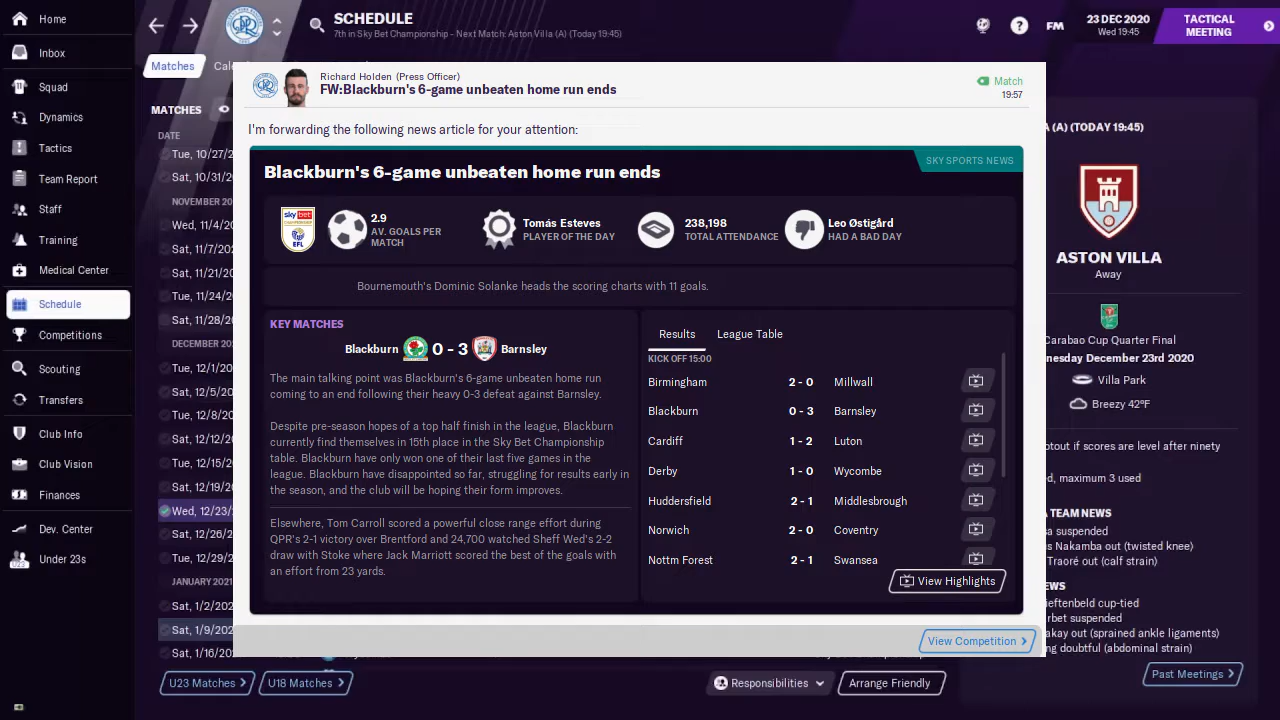 Home
Inbox
Squad
Dynamics
Tactics
Team Report
Staff
Training
Medical Center
Schedule
Competitions
Scouting
Transfers
Club Info
Club Vision
Finances
Dev. Center
Under 23s
SCHEDULE
7th in Sky Bet Championship - Next Match: Aston Villa (A) (Today 19:45)
FM
23 DEC 2020
Wed 19:45
TACTICAL
MEETING
Matches
MATCHES
DATE
Tue, 10/27/
Sat, 10/31/
NOVEMBER 20
Wed, 11/4/
Sat, 11/7/
Sat, 11/21/
Tue, 11/24/
Sat, 11/28/
DECEMBER 20
Tue, 12/1/
Sat, 12/5/
Tue, 12/8/
Sat, 12/12/
Tue, 12/15/
Sat, 12/19/
Wed, 12/23/
Sat, 12/26/
Tue, 12/29/
JANUARY 2021
Sat, 1/2/202
Sat, 1/9/202
Sat, 1/16/20
Richard Holden (Press Officer)
FW:Blackburn's 6-game unbeaten home run ends
Match
19:57
I'm forwarding the following news article for your attention:
SKY SPORTS NEWS
Blackburn's 6-game unbeaten home run ends
sky bet
EFL
2.9
AV. GOALS PER
MATCH
Tomás Esteves
PLAYER OF THE DAY
238,198
TOTAL ATTENDANCE
Leo Østigård
HAD A BAD DAY
Bournemouth's Dominic Solanke heads the scoring charts with 11 goals.
KEY MATCHES
Blackburn 0 - 3 Barnsley
The main talking point was Blackburn's 6-game unbeaten home run
coming to an end following their heavy 0-3 defeat against Barnsley.
Despite pre-season hopes of a top half finish in the league, Blackburn
currently find themselves in 15th place in the Sky Bet Championship
table. Blackburn have only won one of their last five games in the
league. Blackburn have disappointed so far, struggling for results early in
the season, and the club will be hoping their form improves.
Elsewhere, Tom Carroll scored a powerful close range effort during
QPR's 2-1 victory over Brentford and 24,700 watched Sheff Wed's 2-2
draw with Stoke where Jack Marriott scored the best of the goals with
an effort from 23 yards.
Results
League Table
KICK OFF 15:00
Birmingham 2 - 0 Millwall
Blackburn 0 - 3 Barnsley
Cardiff 1 - 2 Luton
Derby 1 - 0 Wycombe
Huddersfield 2 - 1 Middlesbrough
Norwich 2 - 0 Coventry
Nottm Forest 2 - 1 Swansea
View Highlights
View Competition
U23 Matches
U18 Matches
Responsibilities
Arrange Friendly
(A) (TODAY 19:45)
ASTON VILLA
Away
Carabao Cup Quarter Final
nesday December 23rd 2020
Villa Park
Breezy 42°F
otout if scores are level after ninety
d, maximum 3 used
TEAM NEWS
a suspended
s Nakamba out (twisted knee)
Traoré out (calf strain)
EWS
ieftenbeld cup-tied
rbet suspended
akay out (sprained ankle ligaments)
ng doubtful (abdominal strain)
Past Meetings